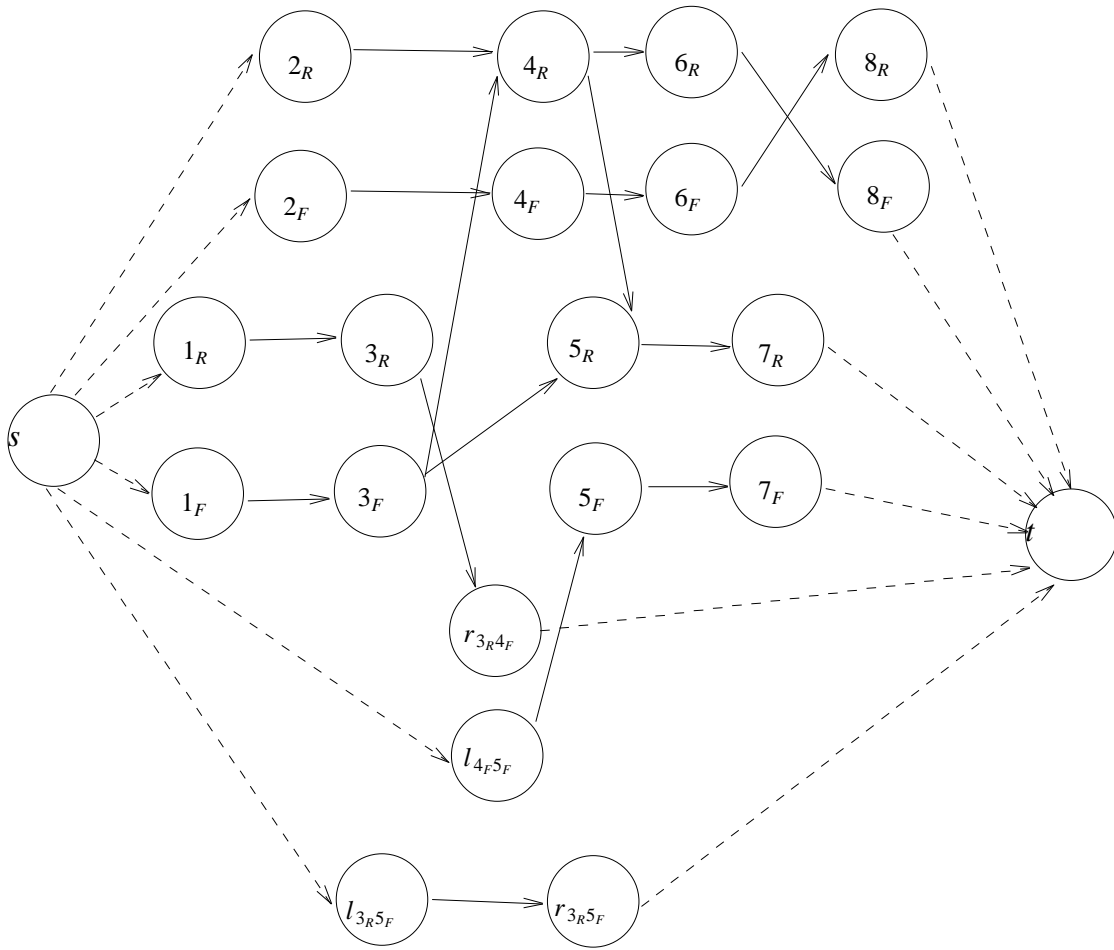 2_R 4_R 6_R 8_R
2_F 4_F 6_F 8_F
1_R 3_R 5_R 7_R
s
1_F 3_F 5_F 7_F
t
r_{3_R4_F}
l_{4_F5_F}
l_{3_R5_F} r_{3_R5_F}